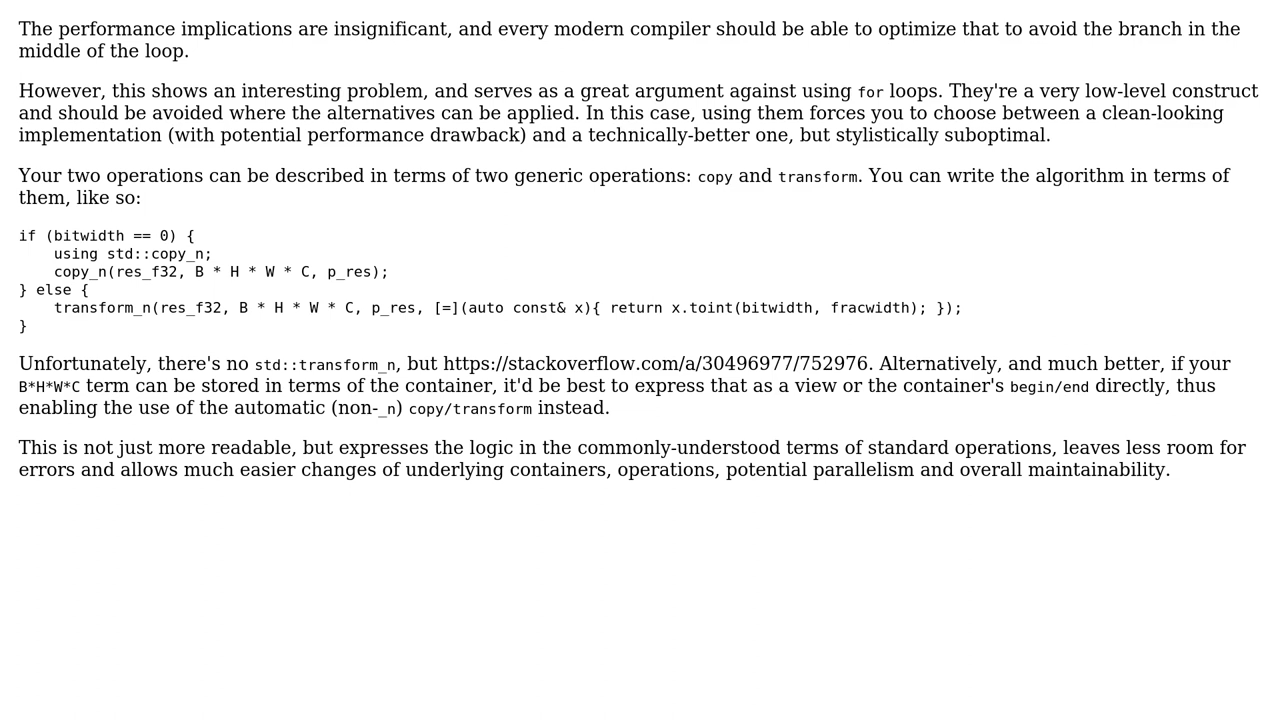 The performance implications are insignificant, and every modern compiler should be able to optimize that to avoid the branch in the
middle of the loop.
However, this shows an interesting problem, and serves as a great argument against using for loops. They're a very low-level construct
and should be avoided where the alternatives can be applied. In this case, using them forces you to choose between a clean-looking
implementation (with potential performance drawback) and a technically-better one, but stylistically suboptimal.
Your two operations can be described in terms of two generic operations: copy and transform. You can write the algorithm in terms of
them, like so:
if (bitwidth == 0) {
    using std::copy_n;
    copy_n(res_f32, B * H * W * C, p_res);
} else {
    transform_n(res_f32, B * H * W * C, p_res, [=](auto const& x){ return x.toint(bitwidth, fracwidth); });
}
Unfortunately, there's no std::transform_n, but https://stackoverflow.com/a/30496977/752976. Alternatively, and much better, if your
B*H*W*C term can be stored in terms of the container, it'd be best to express that as a view or the container's begin/end directly, thus
enabling the use of the automatic (non-_n) copy/transform instead.
This is not just more readable, but expresses the logic in the commonly-understood terms of standard operations, leaves less room for
errors and allows much easier changes of underlying containers, operations, potential parallelism and overall maintainability.